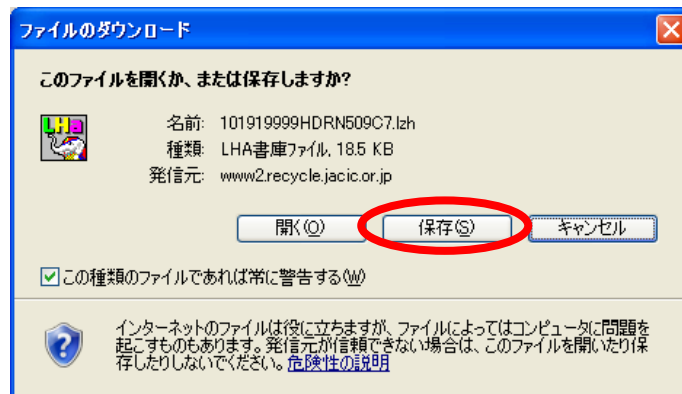 ファイルのダウンロード
このファイルを開くか、または保存しますか?
LHa
名前: 101919999HDRN509C7.lzh
種類: LHA書庫ファイル, 18.5 KB
発信元: www2.recycle.jacic.or.jp
開く(O) 保存(S) キャンセル
この種類のファイルであれば常に警告する(W)
インターネットのファイルは役に立ちますが、ファイルによってはコンピュータに問題を
起こすものもあります。発信元が信頼できない場合は、このファイルを開いたり保
存したりしないでください。危険性の説明